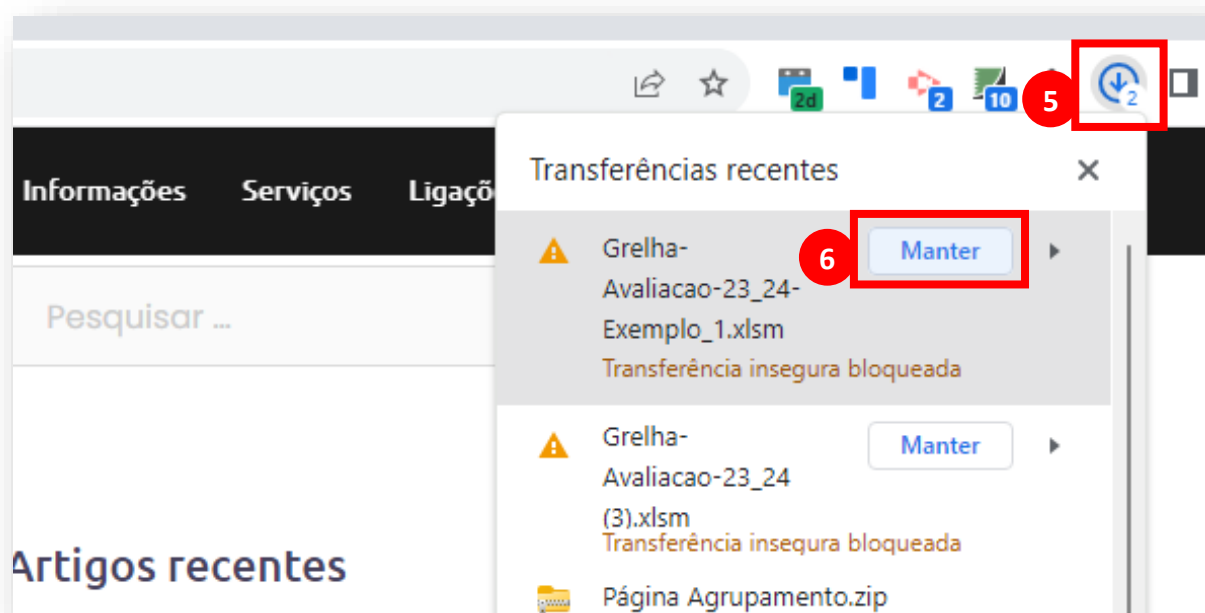 2d
2
10
5
2
Transferências recentes
Informações Serviços Ligaçõ
Grelha-
Avaliacao-23_24-
Exemplo_1.xlsm
6
Manter
Transferência insegura bloqueada
Pesquisar ...
Grelha-
Avaliacao-23_24
(3).xlsm
Manter
Transferência insegura bloqueada
Artigos recentes
Página Agrupamento.zip